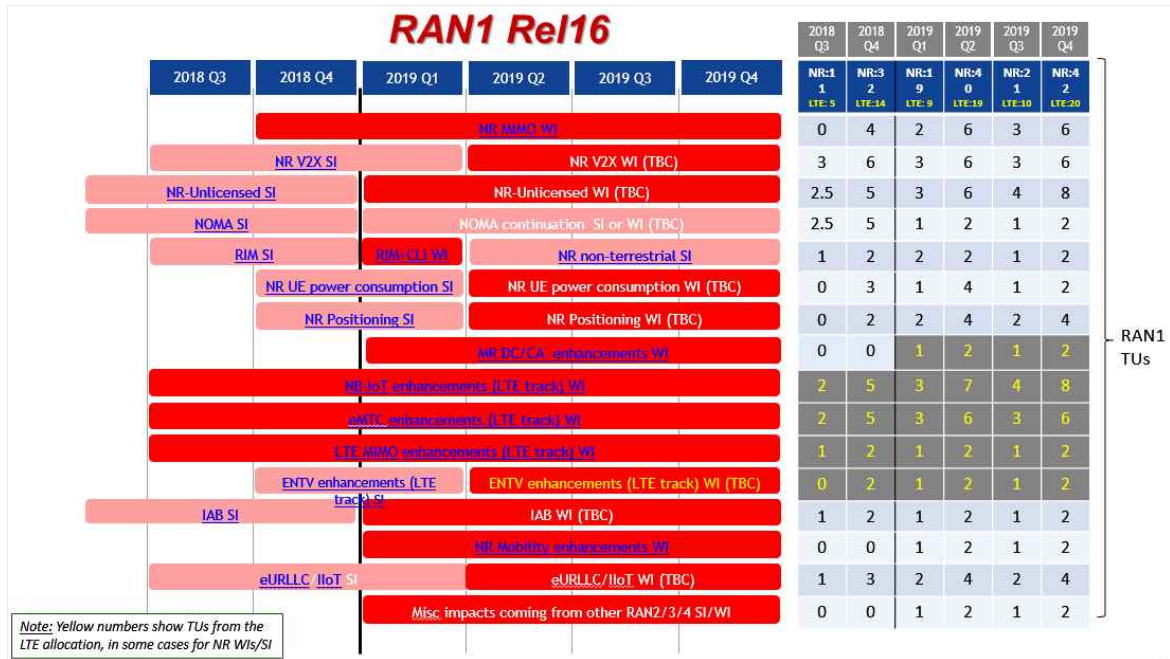 RAN1 Rel16
2018 Q3 2018 Q4 2019 Q1 2019 Q2 2019 Q3 2019 Q4
2018 Q3 2018 Q4 2019 Q1 2019 Q2 2019 Q3 2019 Q4
NR:11 NR:32 NR:19 NR:40 NR:21 NR:42
LTE: 5 LTE:14 LTE: 9 LTE:19 LTE:10 LTE:20
NR MIMO WI 0 4 2 6 3 6
NR V2X SI NR V2X WI (TBC) 3 6 3 6 3 6
NR-Unlicensed SI NR-Unlicensed WI (TBC) 2.5 5 3 6 4 8
NOMA SI NOMA continuation SI or WI (TBC) 2.5 5 1 2 1 2
RIM SI RIM+CLI WI NR non-terrestrial SI 1 2 2 2 1 2
NR UE power consumption SI NR UE power consumption WI (TBC) 0 3 1 4 1 2
NR Positioning SI NR Positioning WI (TBC) 0 2 2 4 2 4
MR DC/CA enhancements WI 0 0 1 2 1 2
NB IoT enhancements (LTE track) WI 2 5 3 7 4 8
eMTC enhancements (LTE track) WI 2 5 3 6 3 6
LTE MIMO enhancements (LTE track) WI 1 2 1 2 1 2
ENTV enhancements (LTE track) SI ENTV enhancements (LTE track) WI (TBC) 0 2 1 2 1 2
IAB SI IAB WI (TBC) 1 2 1 2 1 2
NR Mobility enhancements WI 0 0 1 2 1 2
eURLLC/IIoT SI eURLLC/IIoT WI (TBC) 1 3 2 4 2 4
Misc impacts coming from other RAN2/3/4 SI/WI 0 0 1 2 1 2
RAN1
TUs
Note: Yellow numbers show TUs from the
LTE allocation, in some cases for NR WIs/SI